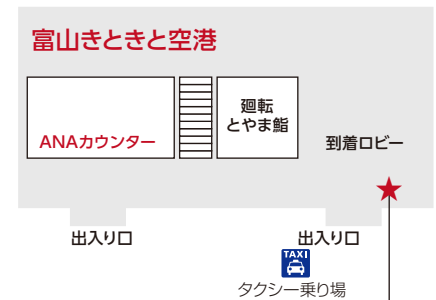 富山きときと空港
廻転
とやま鮨
ANAカウンター
到着ロビー
出入り口
出入り口
TAXI
タクシー乗り場